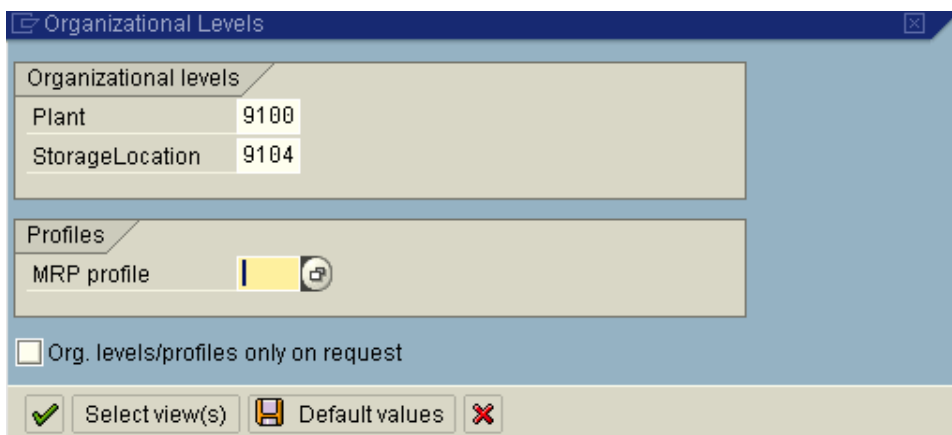 Organizational Levels
Organizational levels
Plant 9100
StorageLocation 9104
Profiles
MRP profile
Org. levels/profiles only on request
Select view(s) Default values